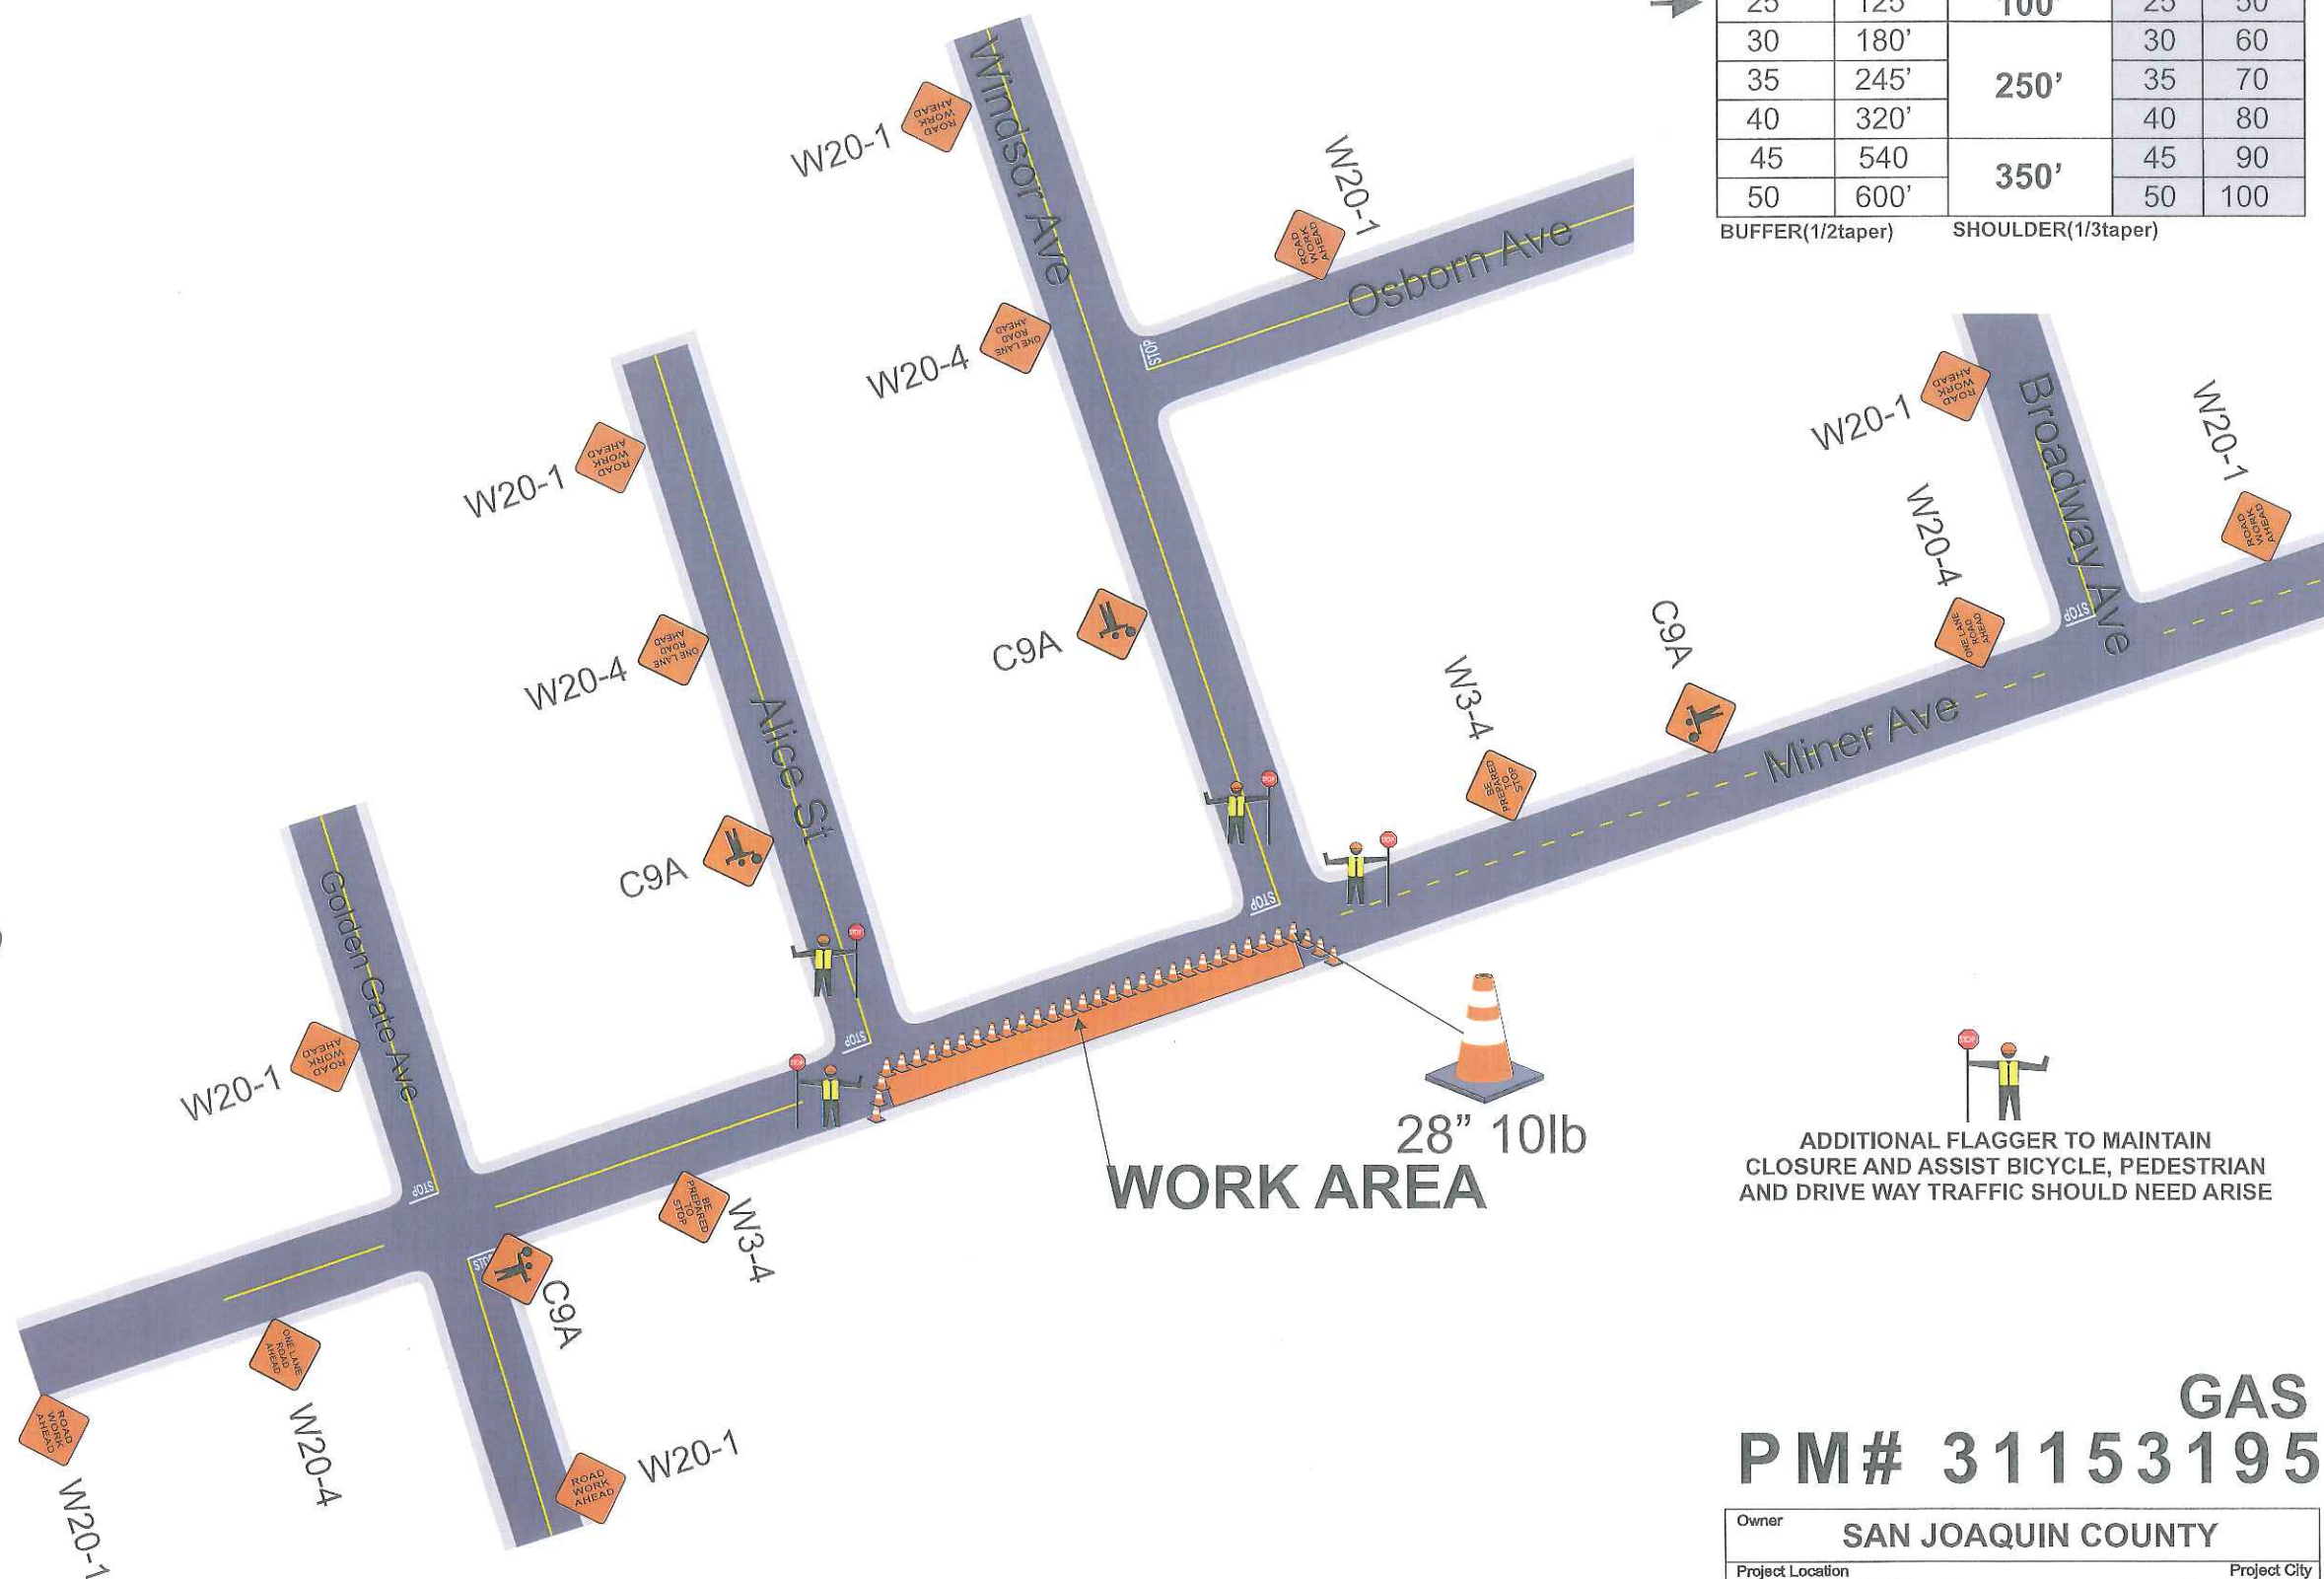 25 125' 100' 25 50
30 180' 30 60
35 245' 250' 35 70
40 320' 40 80
45 540 45 90
50 600' 350' 50 100
BUFFER(1/2taper) SHOULDER(1/3taper)
Windsor Ave
W20-1
ROAD WORK AHEAD
W20-1
ROAD WORK AHEAD
Osborn Ave
STOP
W20-4
ONE LANE ROAD AHEAD
W20-1
ROAD WORK AHEAD
Broadway Ave
W20-1
ROAD WORK AHEAD
W20-1
ROAD WORK AHEAD
W20-4
ONE LANE ROAD AHEAD
STOP
W20-4
ONE LANE ROAD AHEAD
Alice St
C9A
C9A
W3-4
BE PREPARED TO STOP
Miner Ave
STOP
STOP
STOP
C9A
STOP
STOP
Golden Gate Ave
W20-1
ROAD WORK AHEAD
STOP
STOP
28” 10lb
WORK AREA
STOP
ADDITIONAL FLAGGER TO MAINTAIN
CLOSURE AND ASSIST BICYCLE, PEDESTRIAN
AND DRIVE WAY TRAFFIC SHOULD NEED ARISE
BE PREPARED TO STOP
W3-4
C9A
ONE LANE ROAD AHEAD
W20-4
ROAD WORK AHEAD
W20-1
ROAD WORK AHEAD
W20-1
GAS
PM# 31153195
Owner
SAN JOAQUIN COUNTY
Project Location Project City